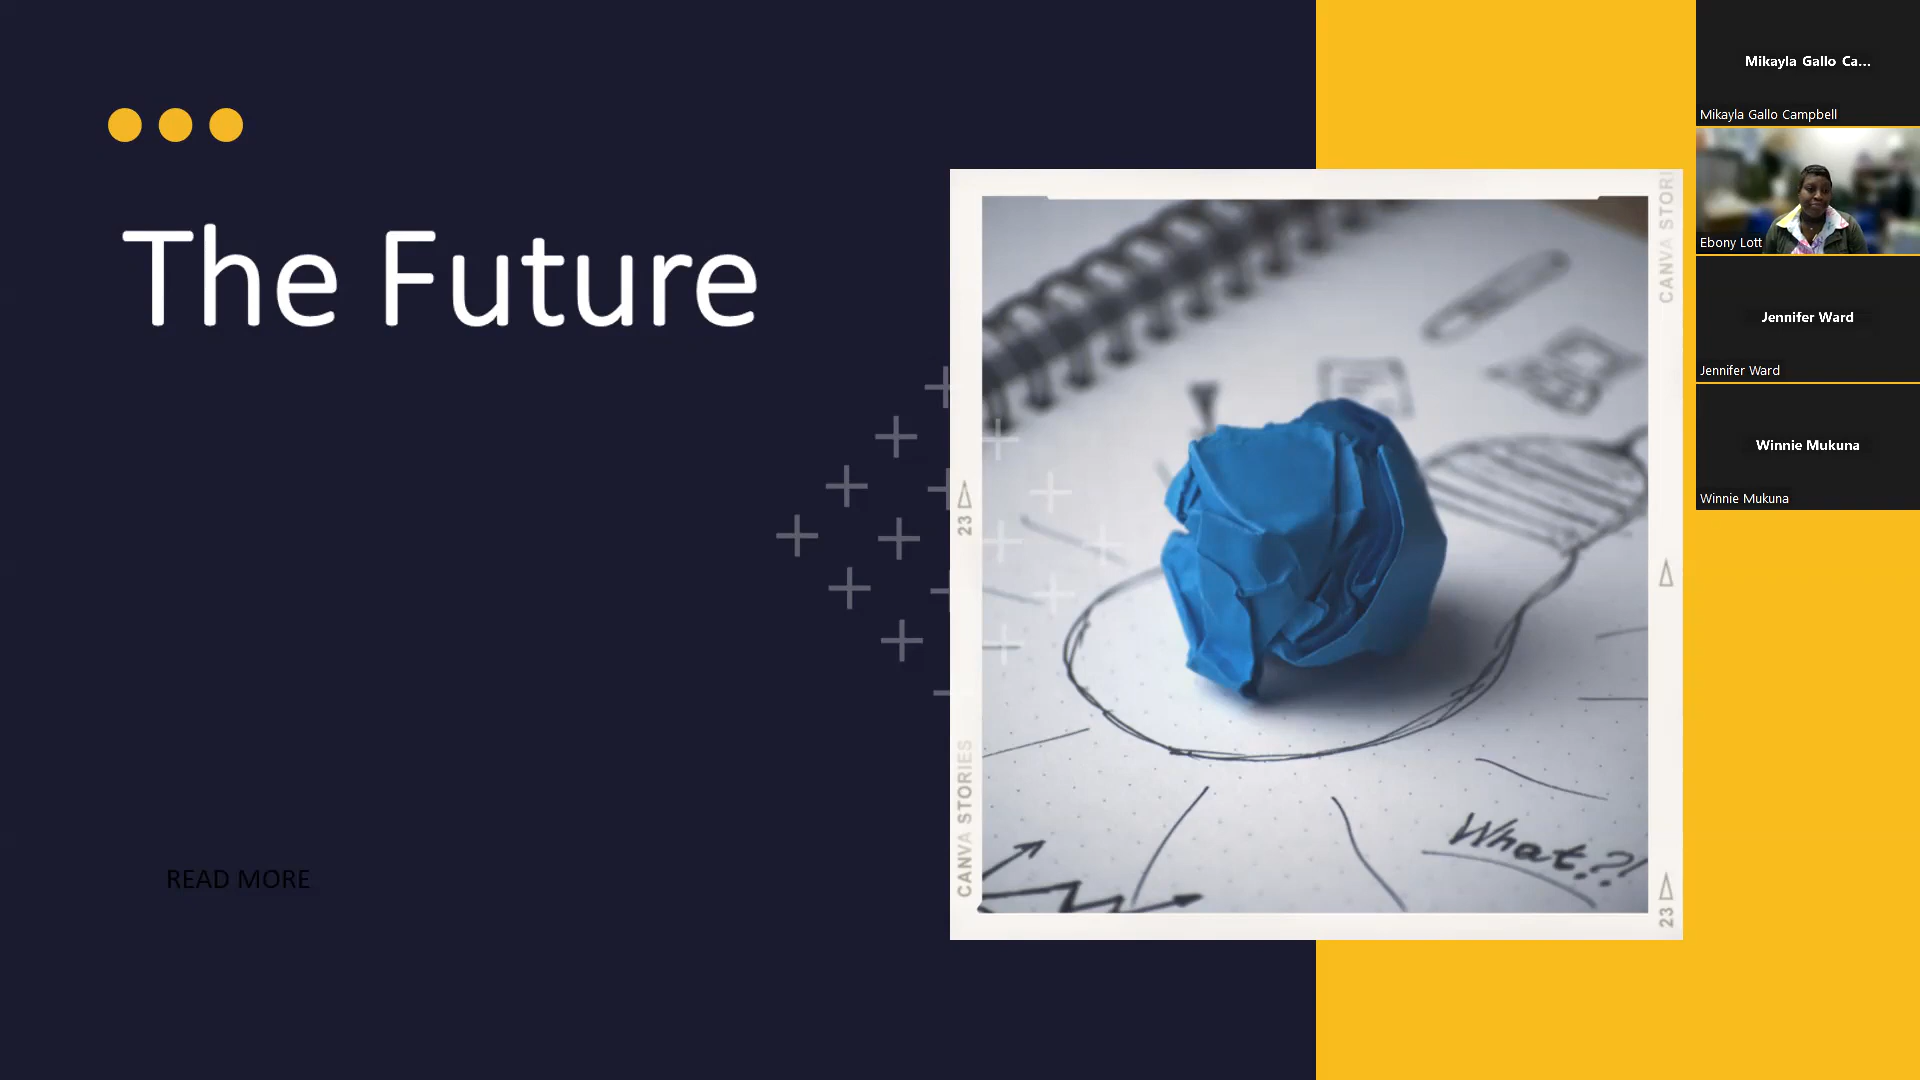 The Future
READ MORE
CANVA STORI
23
CANVA STORIES
23
What??!
Mikayla Gallo Ca...
Mikayla Gallo Campbell
Ebony Lott
Jennifer Ward
Jennifer Ward
Winnie Mukuna
Winnie Mukuna